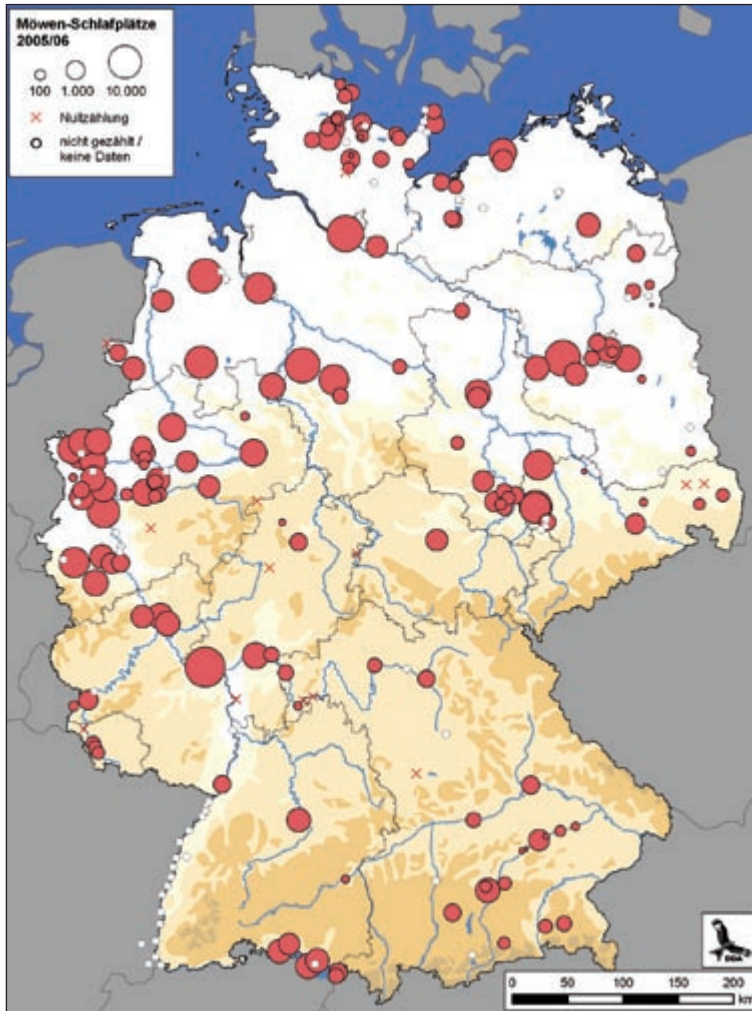 Möwen-Schlafplätze
2005/06
100 1.000 10.000
Nullzählung
nicht gezählt /
keine Daten
DDA
0 50 100 150 200
km